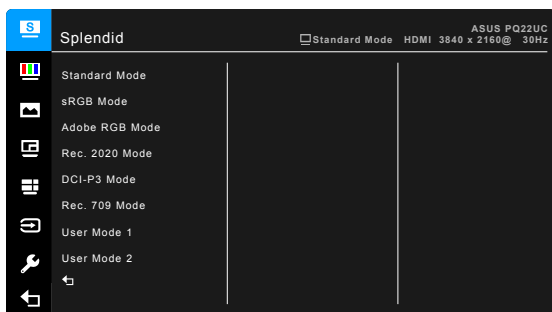 S
Splendid
ASUS PQ22UC
Standard Mode HDMI 3840 x 2160@ 30Hz
Standard Mode
sRGB Mode
Adobe RGB Mode
Rec. 2020 Mode
DCI-P3 Mode
Rec. 709 Mode
User Mode 1
User Mode 2